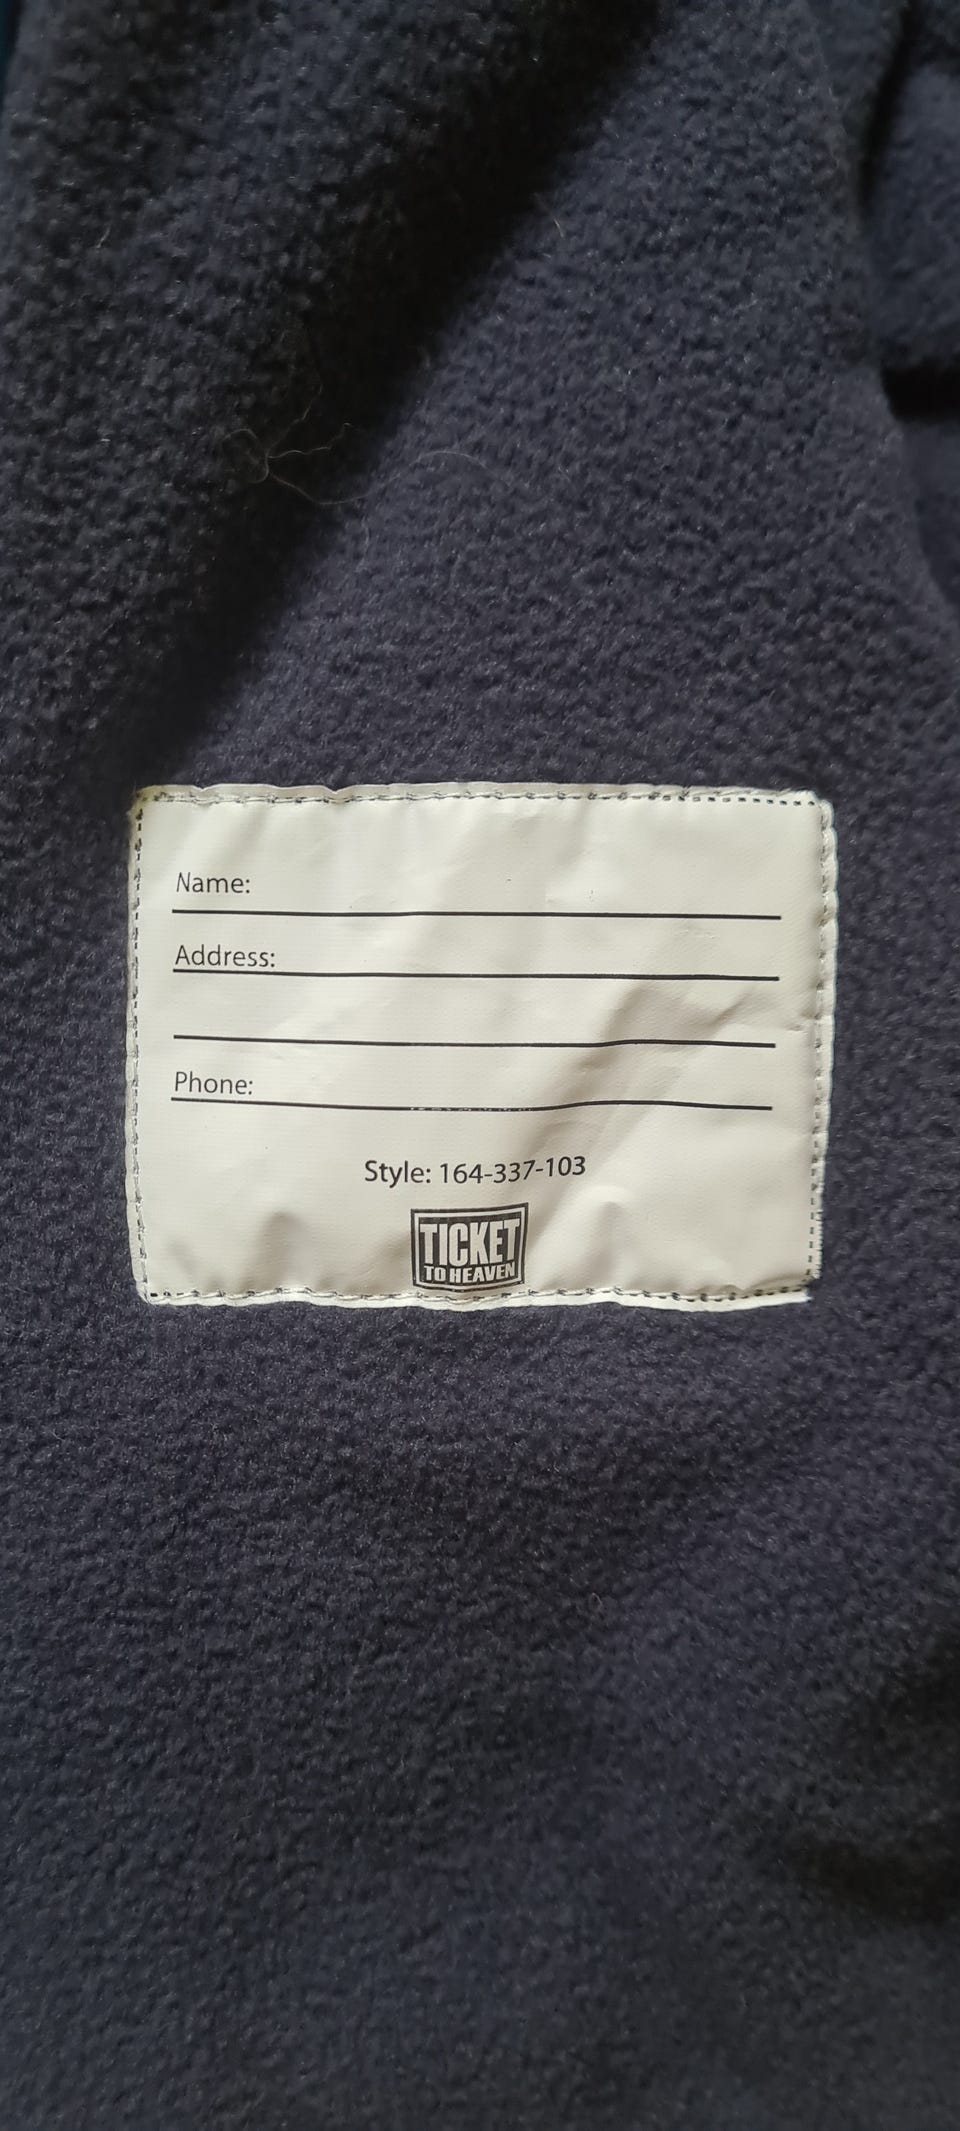 Name:
Address:
Phone:
Style: 164-337-103
TICKET
TO HEAVEN